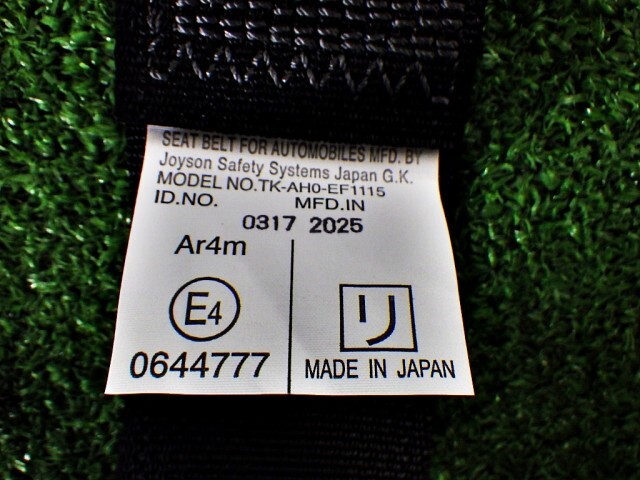 SEAT BELT FOR AUTOMOBILES MFD. BY
Joyson Safety Systems Japan G.K.
MODEL NO.TK-AH0-EF1115
ID.NO. MFD.IN
0317 2025
Ar4m
E4
0644777
リ
MADE IN JAPAN